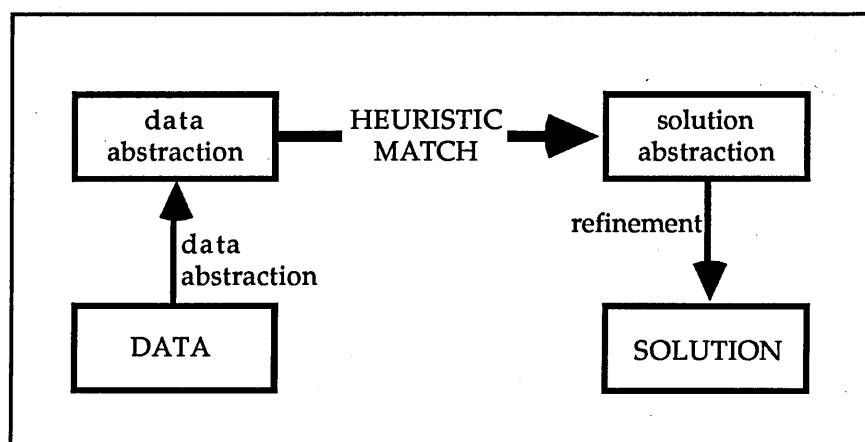 data
abstraction
HEURISTIC
MATCH
solution
abstraction
data
abstraction
refinement
DATA
SOLUTION